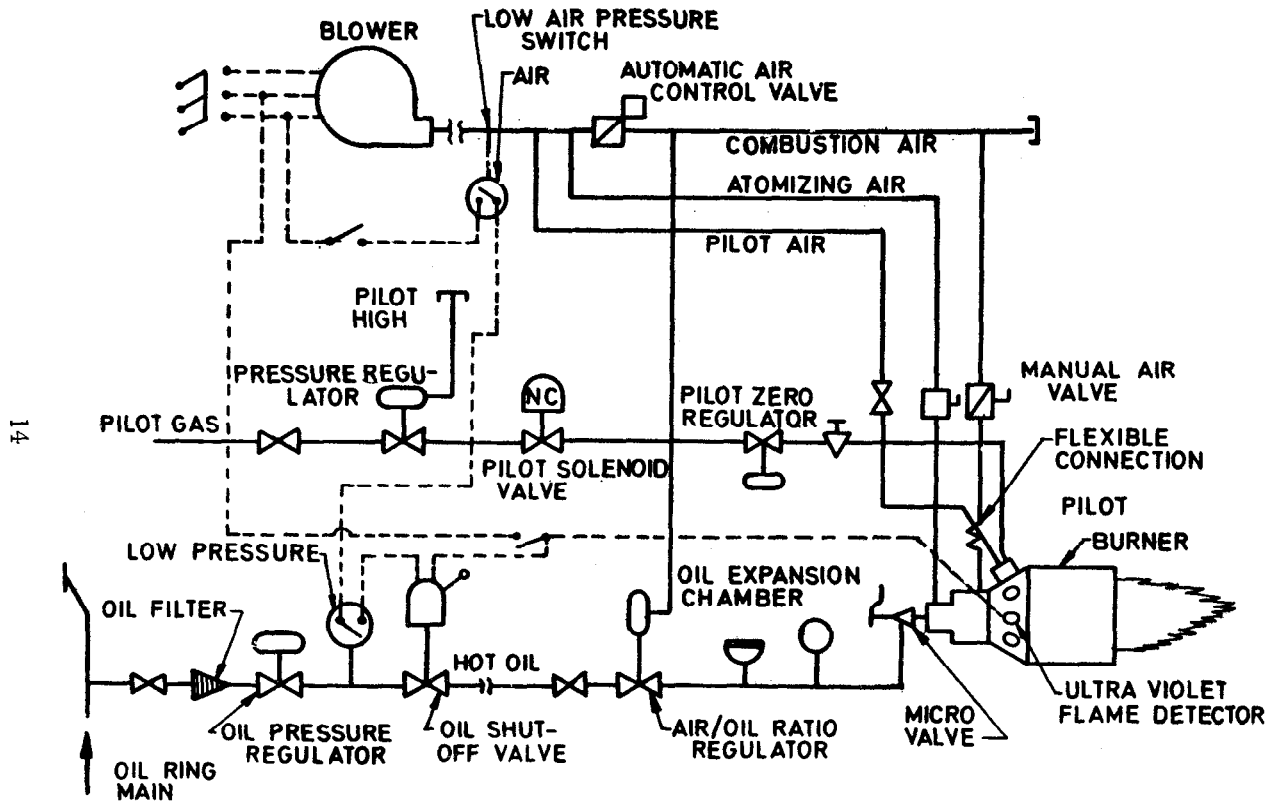 BLOWER
LOW AIR PRESSURE
SWITCH
AIR
AUTOMATIC AIR
CONTROL VALVE
COMBUSTION AIR
ATOMIZING AIR
PILOT AIR
PILOT
HIGH
PRESSURE REGU-
LATOR
NC
PILOT ZERO
REGULATOR
MANUAL AIR
VALVE
PILOT GAS
PILOT SOLENOID
VALVE
FLEXIBLE
CONNECTION
PILOT
BURNER
LOW PRESSURE
OIL FILTER
OIL EXPANSION
CHAMBER
HOT OIL
OIL PRESSURE
REGULATOR
OIL SHUT-
OFF VALVE
AIR/OIL RATIO
REGULATOR
MICRO
VALVE
ULTRA VIOLET
FLAME DETECTOR
OIL RING
MAIN
14